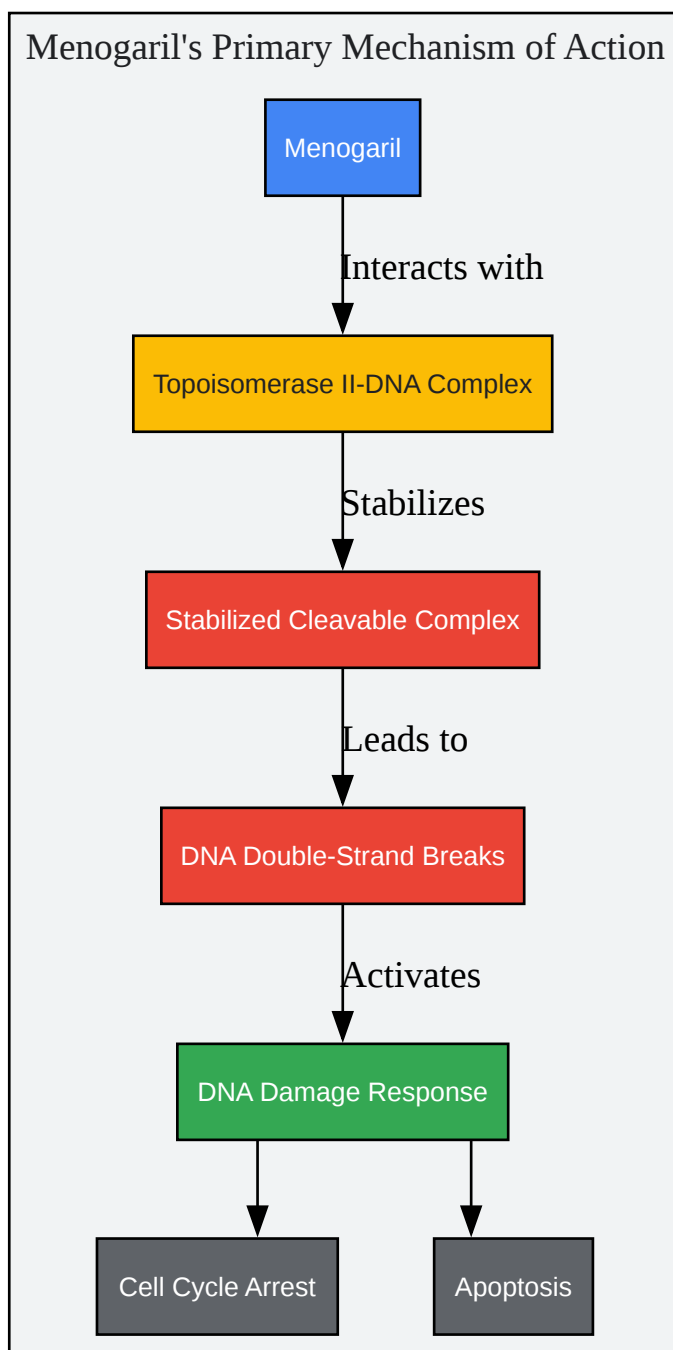 Menogaril's Primary Mechanism of Action
Menogaril
Interacts with
Topoisomerase II-DNA Complex
Stabilizes
Stabilized Cleavable Complex
Leads to
DNA Double-Strand Breaks
Activates
DNA Damage Response
Cell Cycle Arrest
Apoptosis